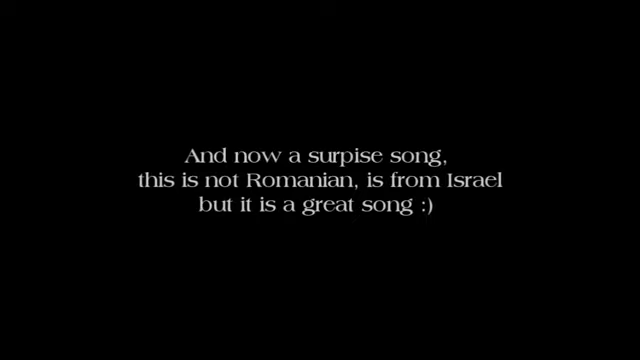 And now a surpise song,
this is not Romanian, is from Israel
but it is a great song :)